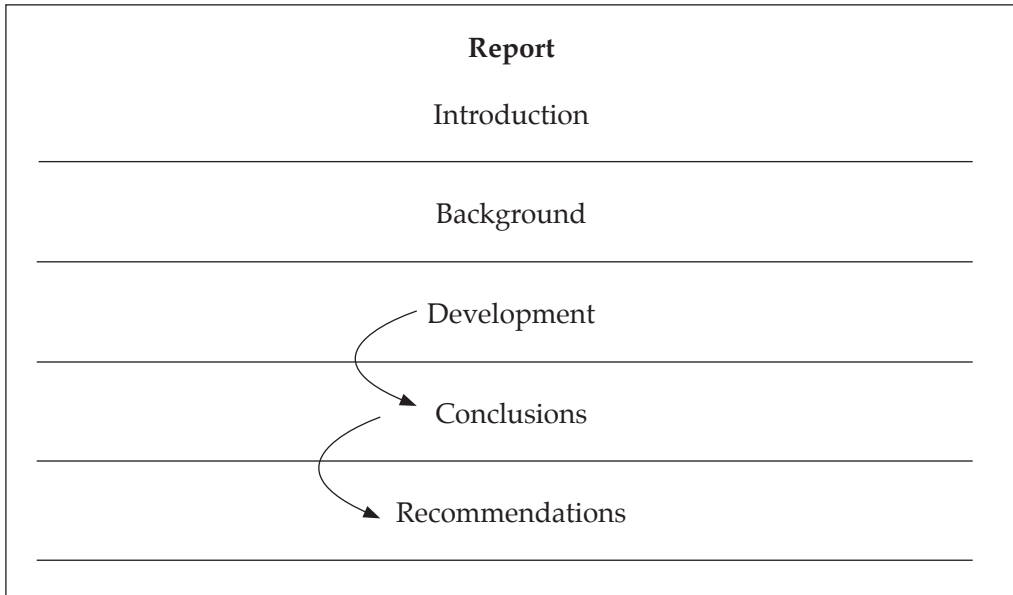 Report
Introduction
Background
Development
Conclusions
Recommendations